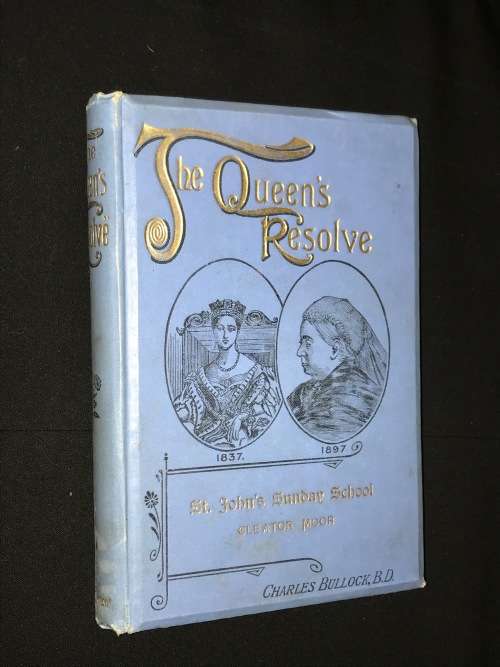 The Queen's
Resolve
1837.
1897
St. John's, Sunday School
CLEATOR MOOR
CHARLES BULLOCK, B.D.
The
Queen's
Resolve